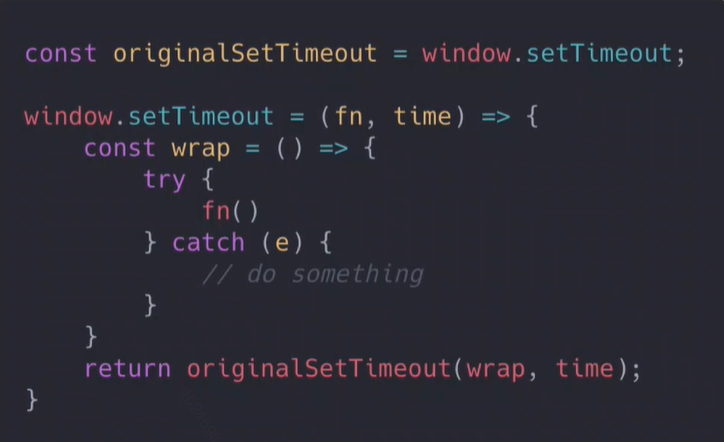 const originalSetTimeout = window.setTimeout;
window.setTimeout = (fn, time) => {
    const wrap = () => {
        try {
            fn()
        } catch (e) {
            // do something
        }
    }
    return originalSetTimeout(wrap, time);
}